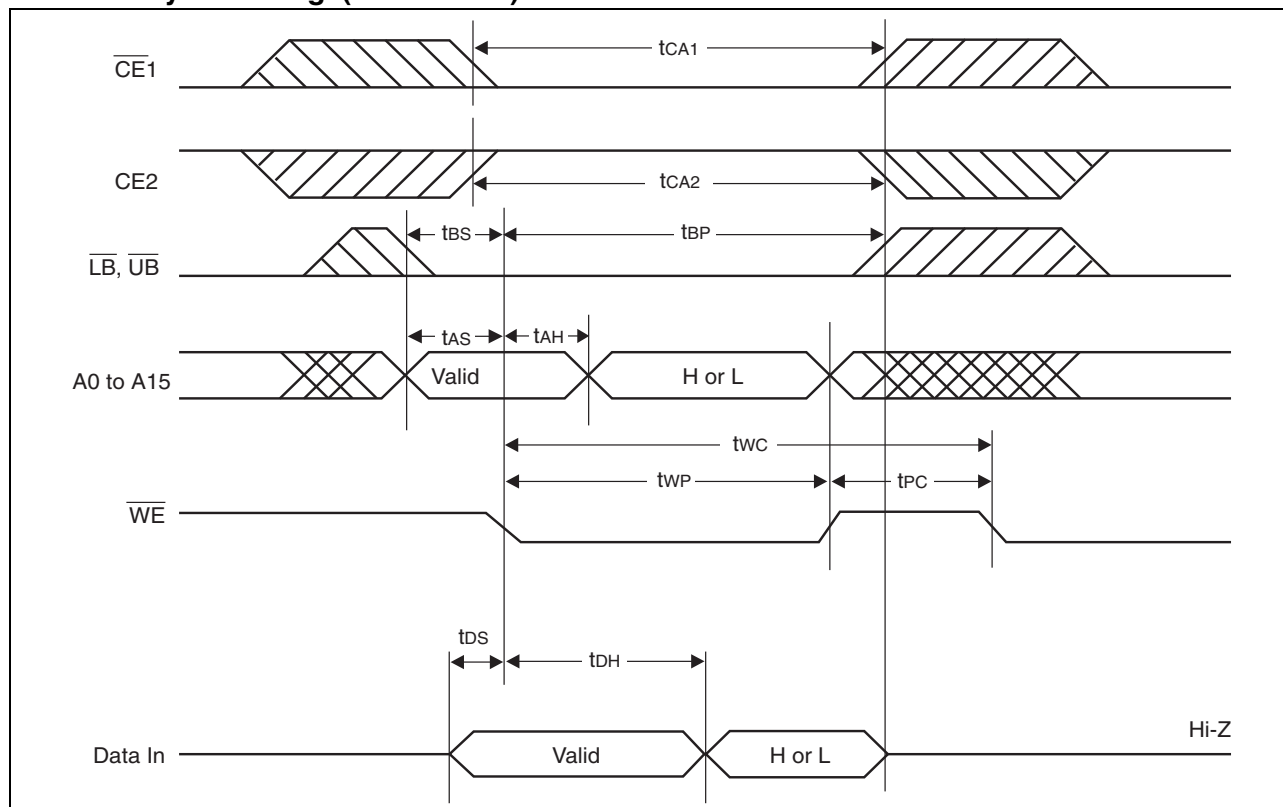 CE1
tCA1
CE2
tCA2
LB, UB
tBS
tBP
A0 to A15
tAS
tAH
Valid
H or L
tWC
tWP
tPC
WE
tDS
tDH
Data In
Valid
H or L
Hi-Z